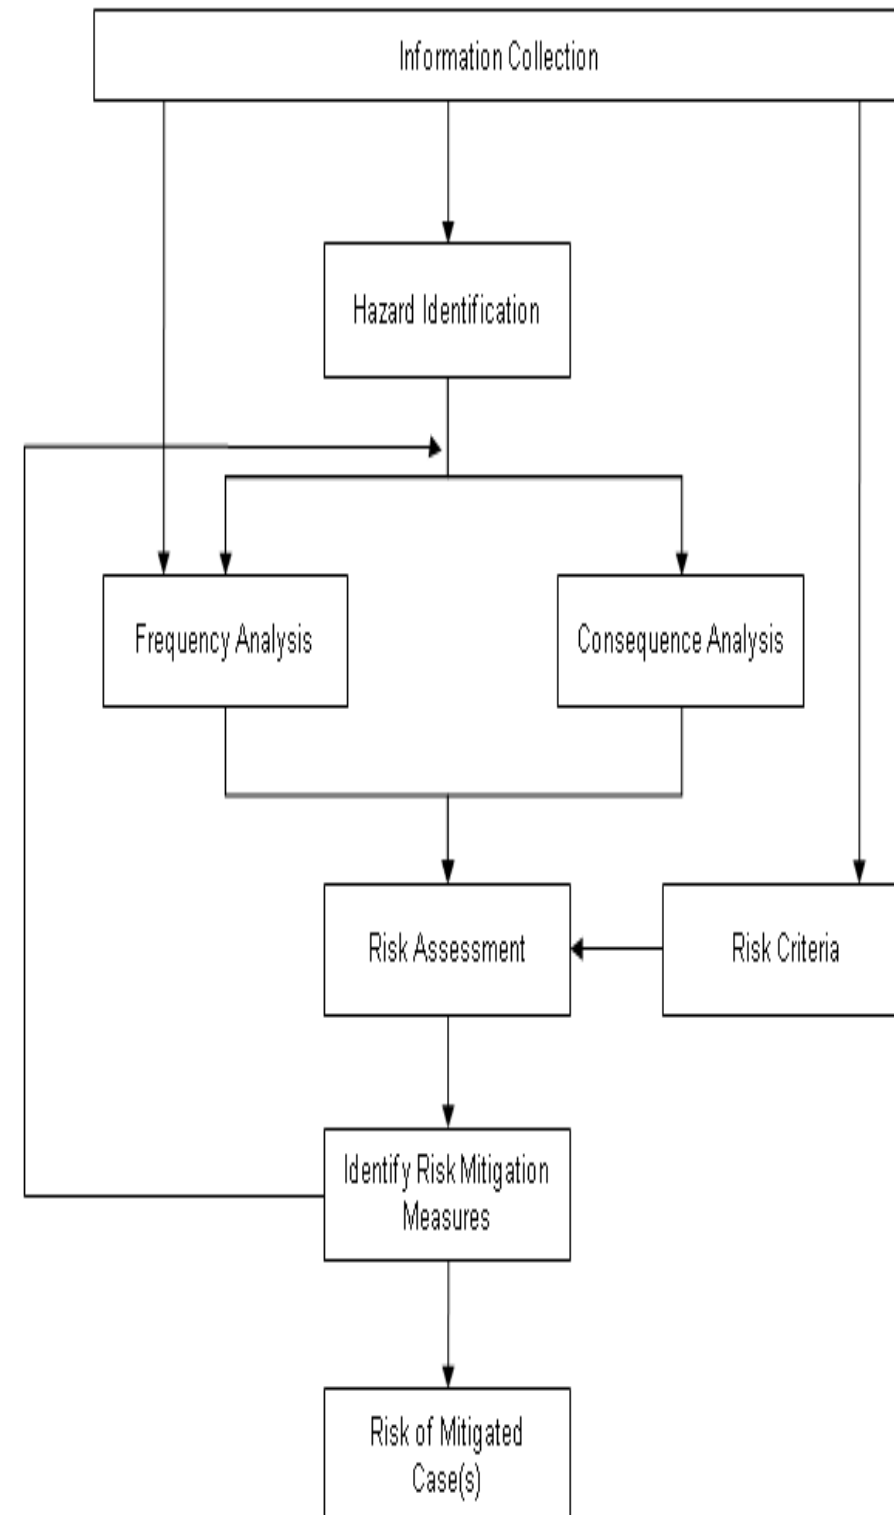 Information Collection
Hazard Identification
Frequency Analysis
Consequence Analysis
Risk Assessment
Risk Criteria
Identify Risk Mitigation
Measures
Risk of Mitigated
Case(s)